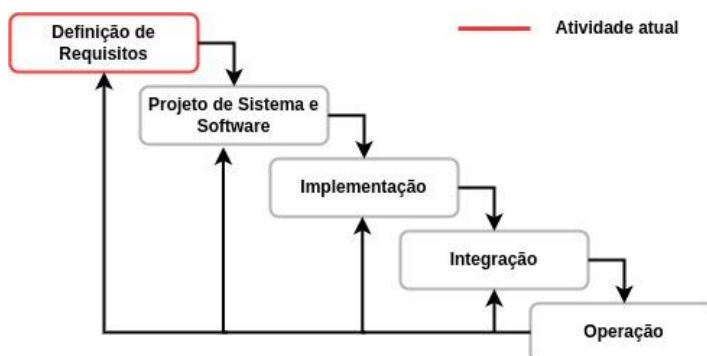 Definição de
Requisitos
Atividade atual
Projeto de Sistema e
Software
Implementação
Integração
Operação